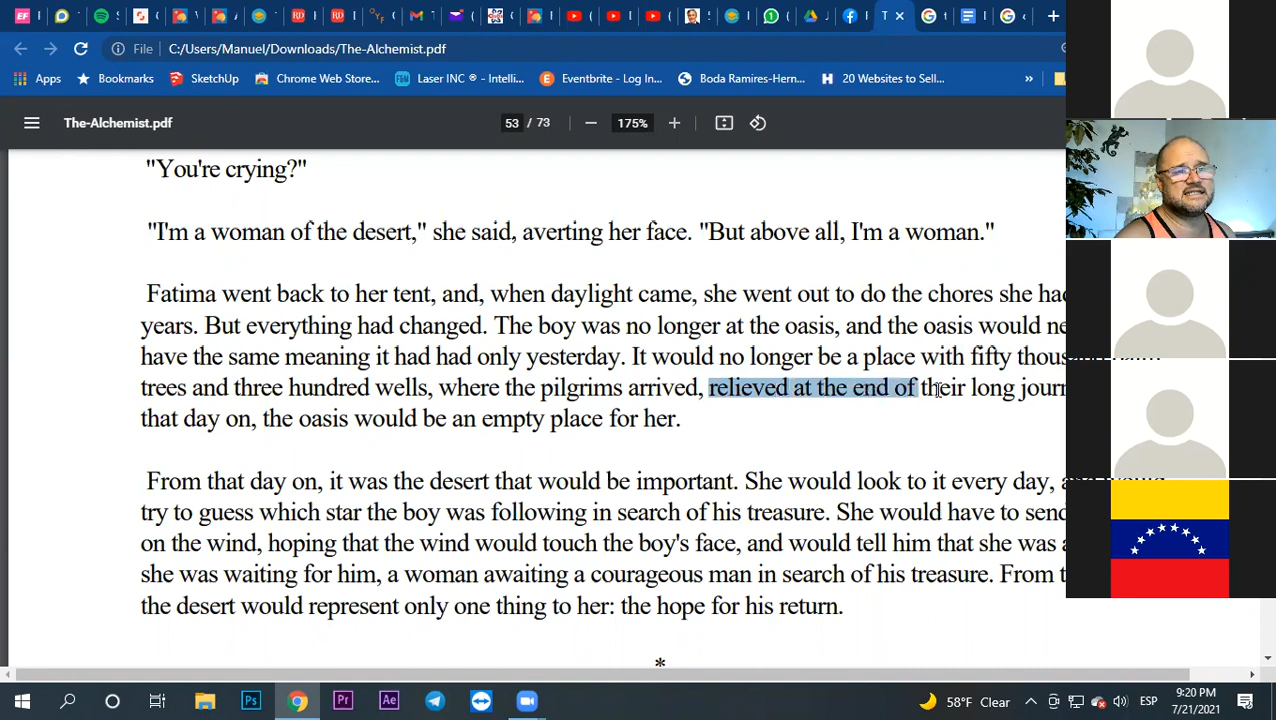 EF
RD
RD
File C:/Users/Manuel/Downloads/The-Alchemist.pdf
Apps Bookmarks SketchUp Chrome Web Store... Laser INC ® - Intelli... Eventbrite - Log In... Boda Ramires-Hern... 20 Websites to Sell... »
The-Alchemist.pdf 53 / 73 175%
"You're crying?"
"I'm a woman of the desert," she said, averting her face. "But above all, I'm a woman."
Fatima went back to her tent, and, when daylight came, she went out to do the chores she had
years. But everything had changed. The boy was no longer at the oasis, and the oasis would
have the same meaning it had had only yesterday. It would no longer be a place with fifty
trees and three hundred wells, where the pilgrims arrived, relieved at the end of their long
that day on, the oasis would be an empty place for her.
From that day on, it was the desert that would be important. She would look to it every day,
try to guess which star the boy was following in search of his treasure. She would have to send
on the wind, hoping that the wind would touch the boy's face, and would tell him that she was
she was waiting for him, a woman awaiting a courageous man in search of his treasure. From
the desert would represent only one thing to her: the hope for his return.
*
Ps Pr Ae 58°F Clear ESP 9:20 PM
7/21/2021